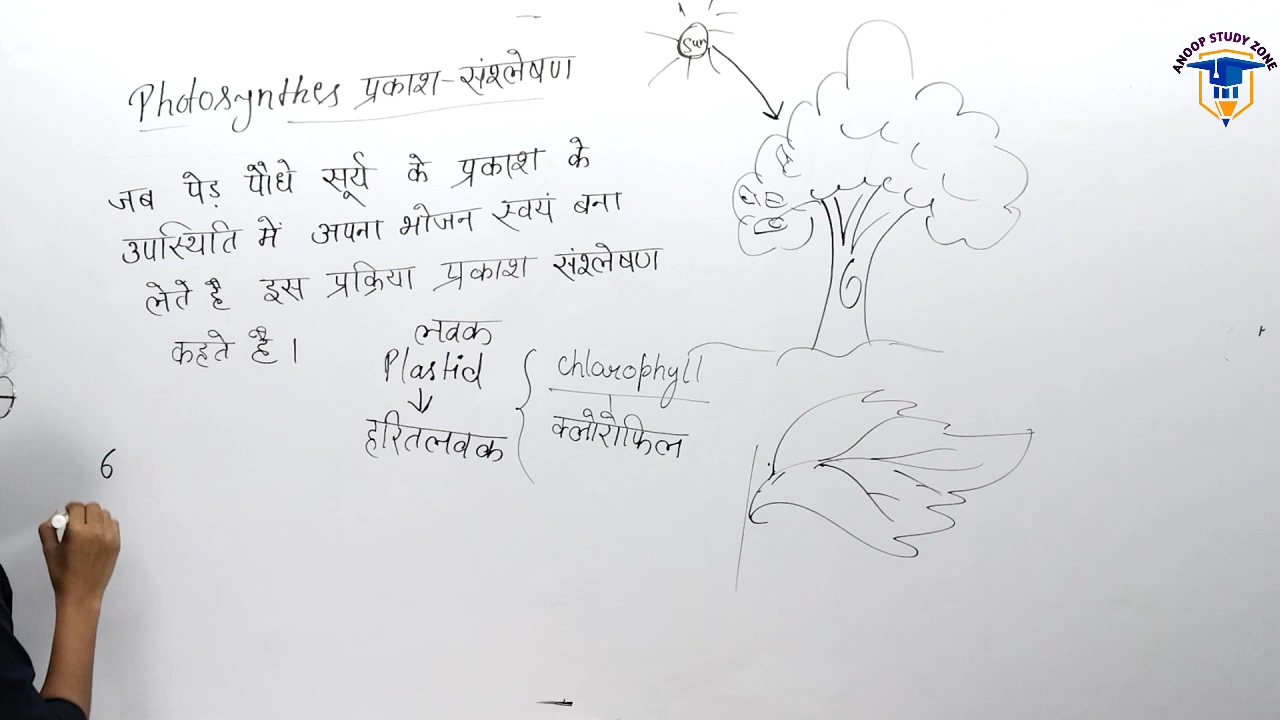 Photosynthes प्रकाश-संश्लेषण
जब पेड़ पौधे सूर्य के प्रकाश के
उपस्थिति में अपना भोजन स्वयं बना
लेते है इस प्रक्रिया प्रकाश संश्लेषण
कहते है।
लवक
Plastid
हरितलवक
chlorophyll
क्लोरोफिल
6
Sun
6
ANOOP STUDY ZONE